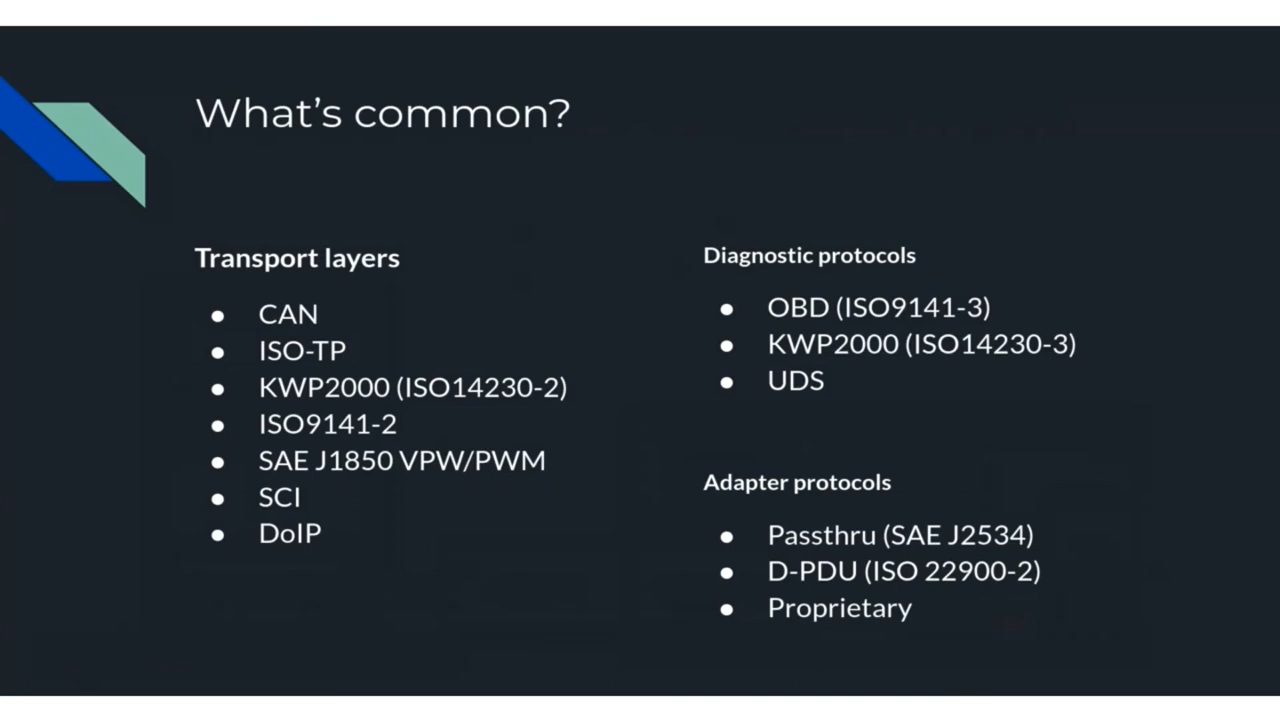 What's common?
Transport layers
● CAN
● ISO-TP
● KWP2000 (ISO14230-2)
● ISO9141-2
● SAE J1850 VPW/PWM
● SCI
● DoIP
Diagnostic protocols
● OBD (ISO9141-3)
● KWP2000 (ISO14230-3)
● UDS
Adapter protocols
● Passthru (SAE J2534)
● D-PDU (ISO 22900-2)
● Proprietary